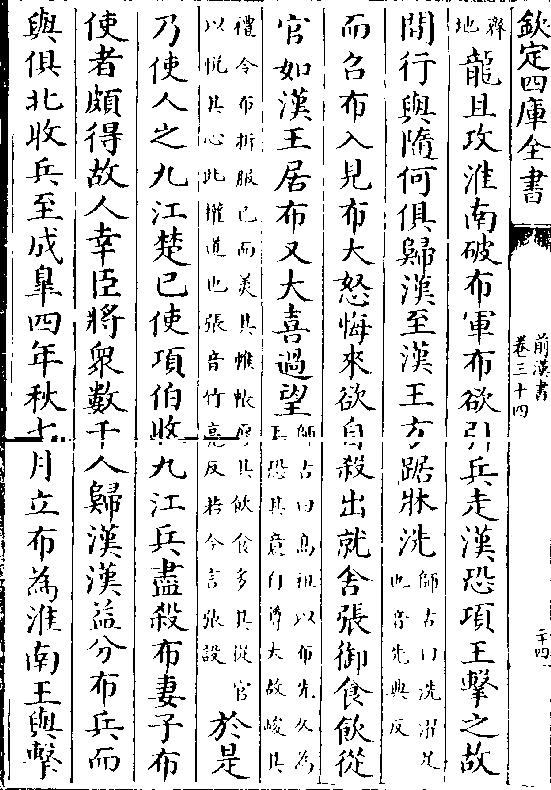 欽定四庫全書
前漢書
卷三十四
二十四
齊
地龍且攻淮南破布軍布欲引兵走漢恐項王擊之故
間行與隨何俱歸漢至漢王方踞牀洗師古曰洗濯足
也音先典反
而召布入見布大怒悔來欲自殺出就舍張御食飲從
官如漢王居布又大喜過望師古曰高祖以布先久為
王恐其意自尊大故峻其
禮令布折服已而美其帷帳厚其飲食多其從官
以悅其心此權道也張音竹亮反若今言張設於是
乃使人之九江楚已使項伯收九江兵盡殺布妻子布
使者頗得故人幸臣將衆數千人歸漢漢益分布兵而
與俱北收兵至成臯四年秋七月立布為淮南王與擊